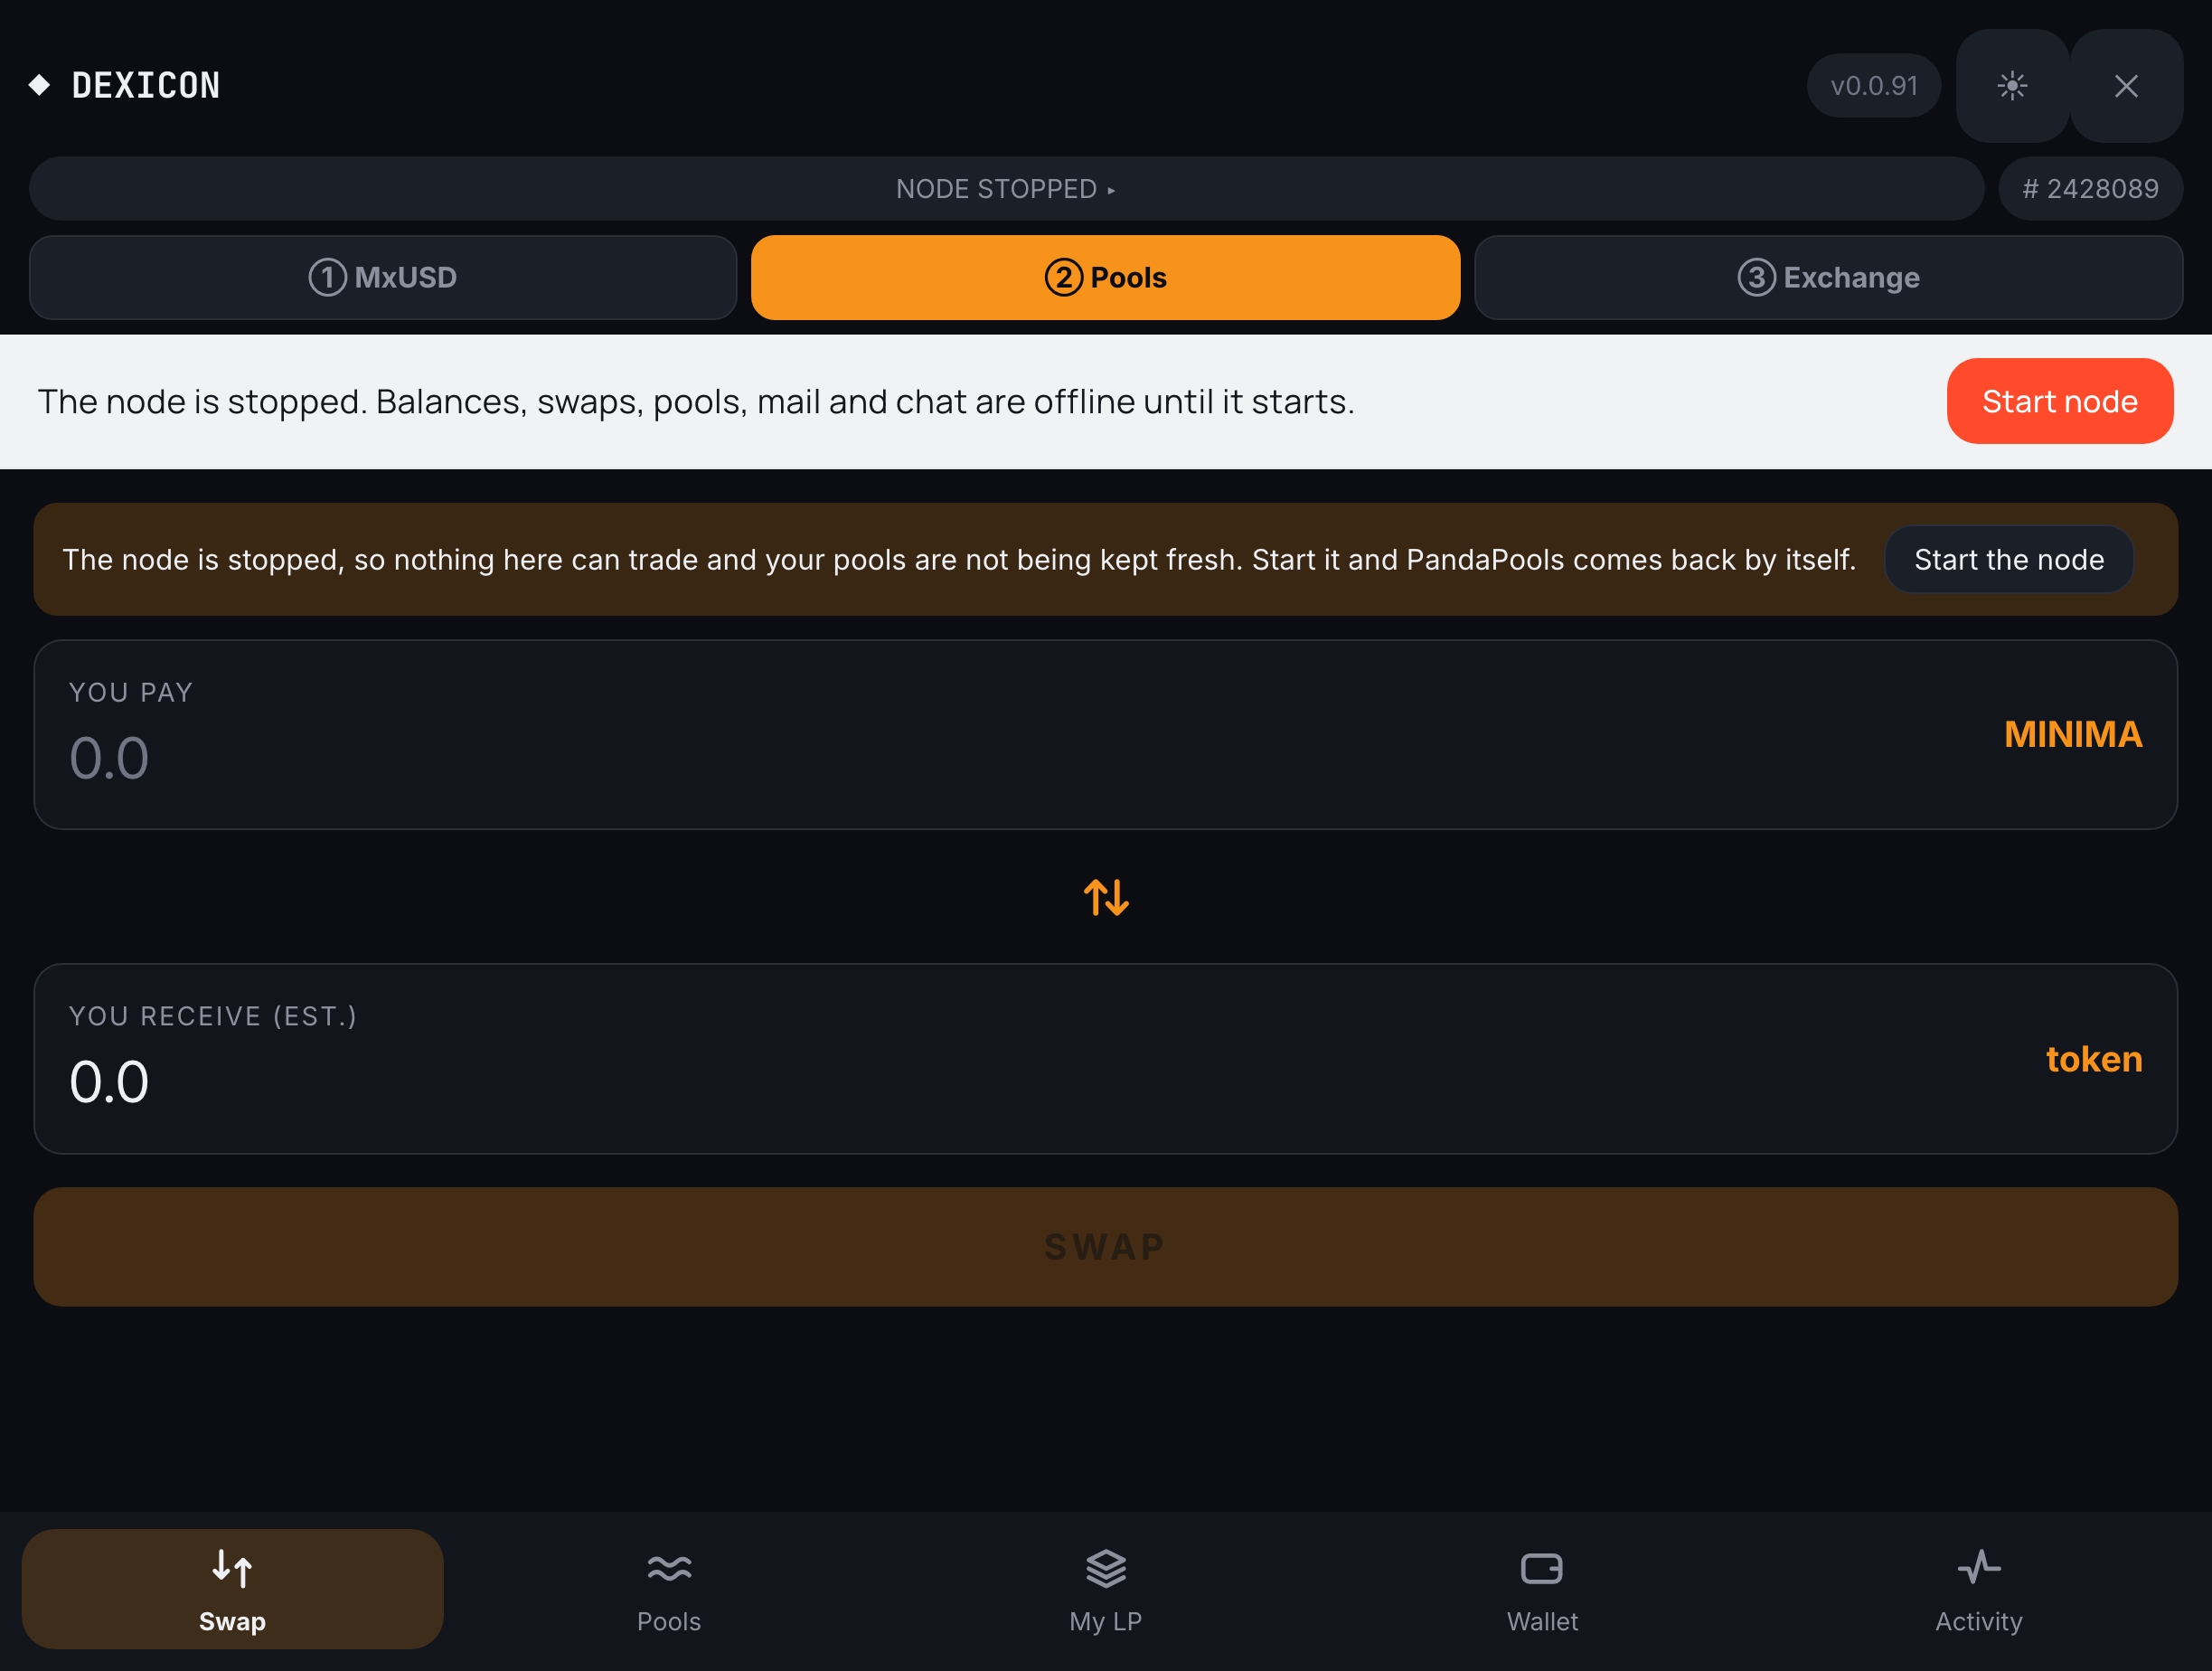 ◆ DEXICON
v0.0.91
NODE STOPPED ▸
# 2428089
① MxUSD
② Pools
③ Exchange
The node is stopped. Balances, swaps, pools, mail and chat are offline until it starts.
Start node
The node is stopped, so nothing here can trade and your pools are not being kept fresh. Start it and PandaPools comes back by itself.
Start the node
YOU PAY
0.0
MINIMA
YOU RECEIVE (EST.)
0.0
token
SWAP
Swap
Pools
My LP
Wallet
Activity